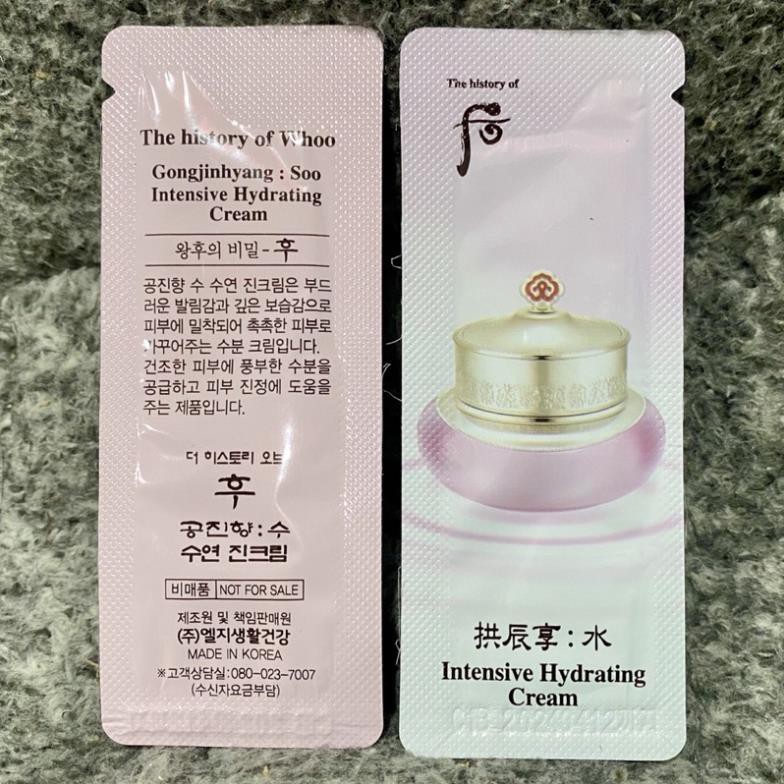 The history of Whoo
Gongjinhyang : Soo
Intensive Hydrating
Cream
왕후의 비밀 - 후
공진향 수 수연 진크림은 부드
러운 발림감과 깊은 보습감으로
피부에 밀착되어 촉촉한 피부로
가꾸어주는 수분 크림입니다.
건조한 피부에 풍부한 수분을
공급하고 피부 진정에 도움을
주는 제품입니다.
더 히스토리 오브
후
공진향 : 수
수연 진크림
비매품 NOT FOR SALE
제조원 및 책임판매원
(주)엘지생활건강
MADE IN KOREA
※고객상담실:080-023-7007
(수신자요금부담)
The history of
후
拱辰享 : 水
Intensive Hydrating
Cream